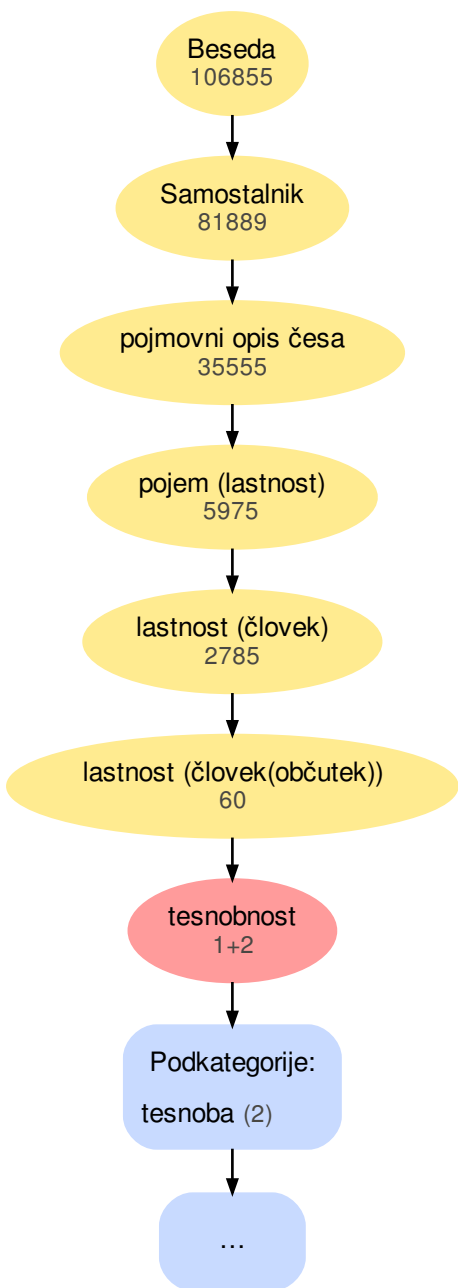 Beseda
106855
Samostalnik
81889
pojmovni opis česa
35555
pojem (lastnost)
5975
lastnost (človek)
2785
lastnost (človek(občutek))
60
tesnobnost
1+2
Podkategorije:
tesnoba (2)
...